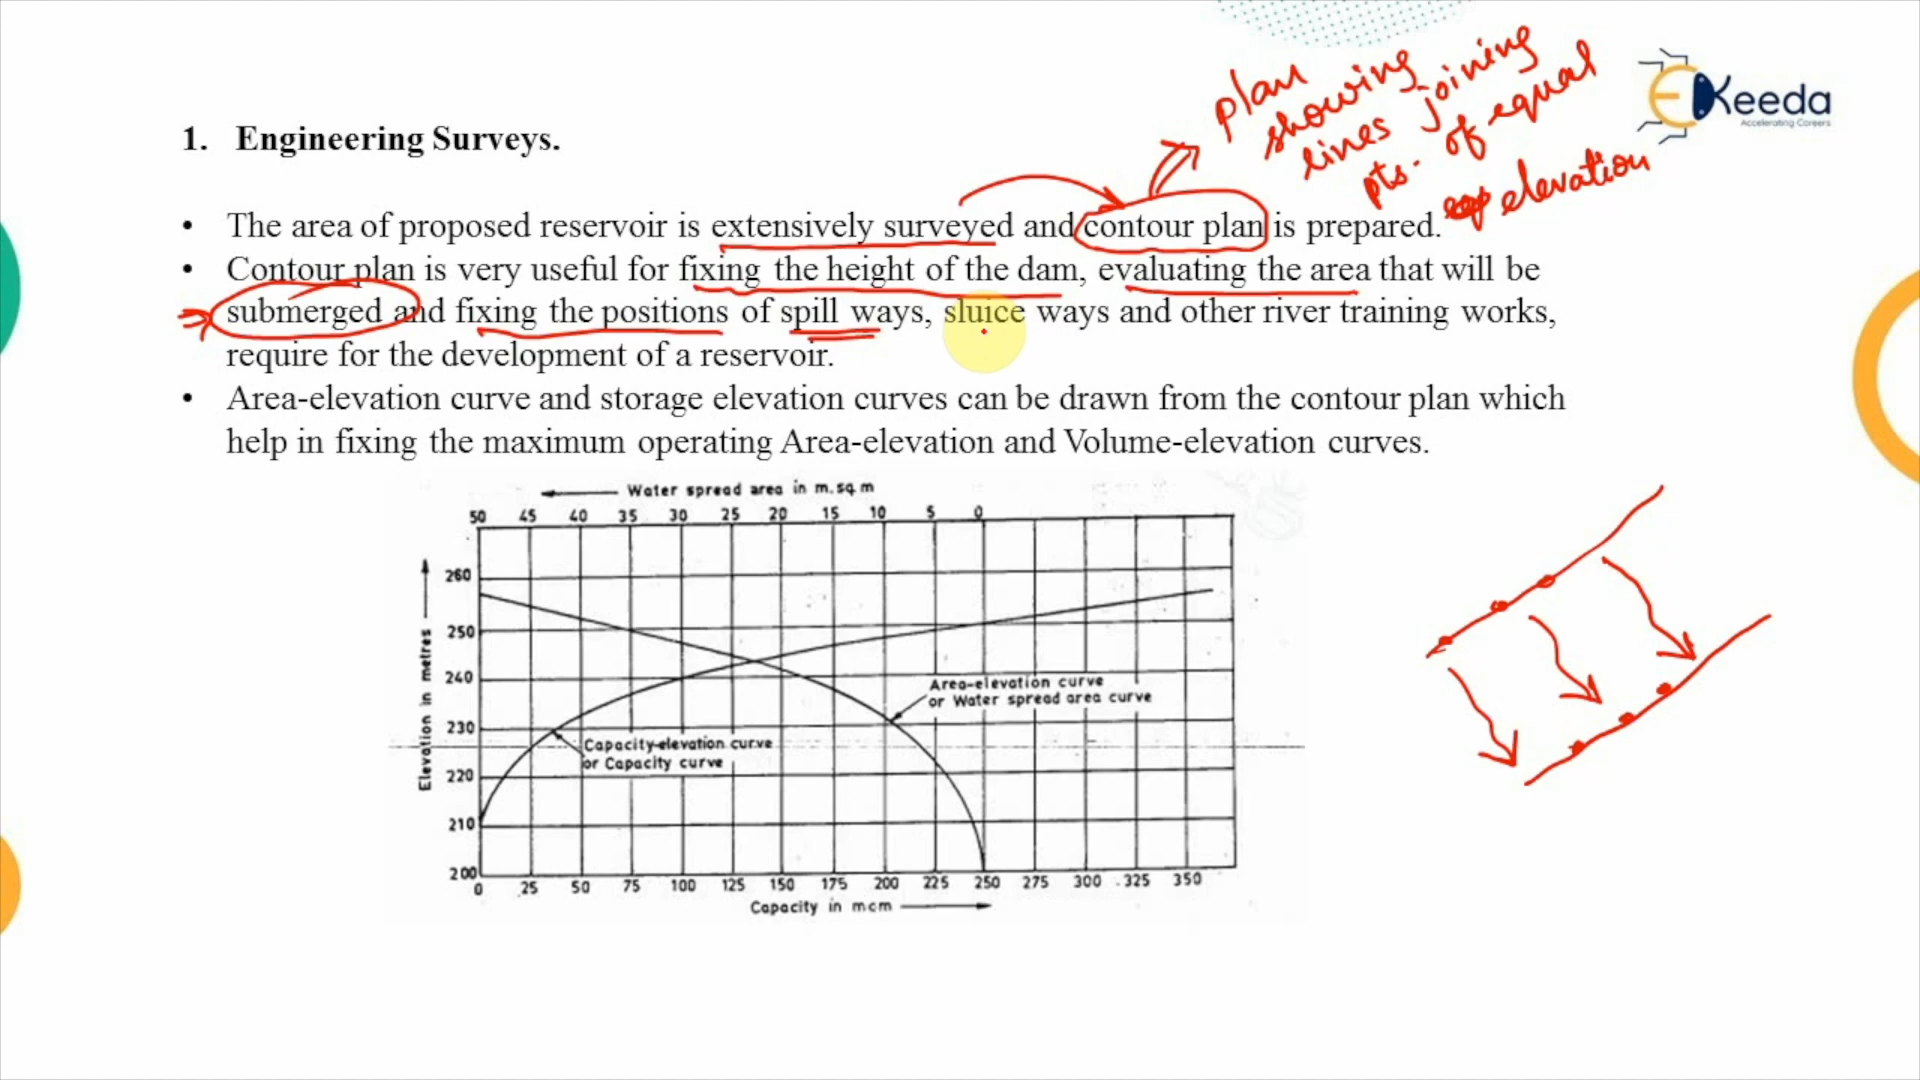 plan
showing
lines joining
pts. of equal
elevation
Keeda
Accelerating Careers
1. Engineering Surveys.
• The area of proposed reservoir is extensively surveyed and contour plan is prepared.
• Contour plan is very useful for fixing the height of the dam, evaluating the area that will be
submerged and fixing the positions of spill ways, sluice ways and other river training works,
require for the development of a reservoir.
• Area-elevation curve and storage elevation curves can be drawn from the contour plan which
help in fixing the maximum operating Area-elevation and Volume-elevation curves.
Water spread area in m.sq.m
50 45 40 35 30 25 20 15 10 5 0
260
250
240
230
220
210
200
Elevation in metres
Area-elevation curve
or Water spread area curve
Capacity-elevation curve
or Capacity curve
0 25 50 75 100 125 150 175 200 225 250 275 300 325 350
Capacity in mcm